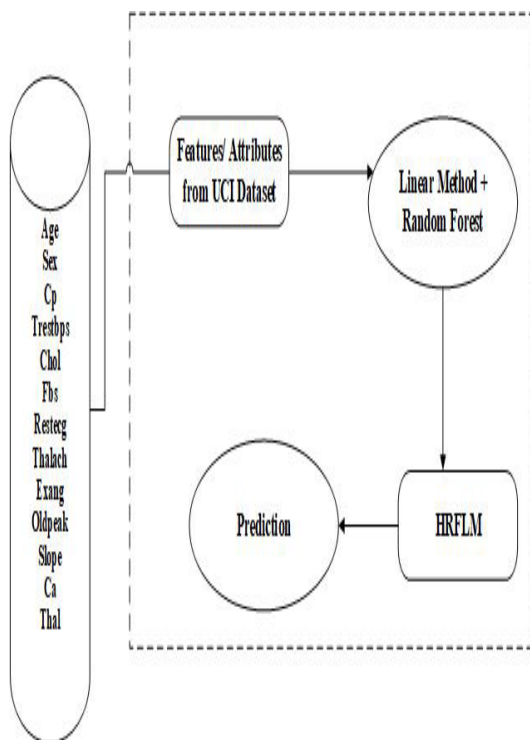 Age
Sex
Cp
Trestbps
Chol
Fbs
Restecg
Thalach
Exang
Oldpeak
Slope
Ca
Thal
Features/ Attributes
from UCI Dataset
Linear Method +
Random Forest
HRFLM
Prediction